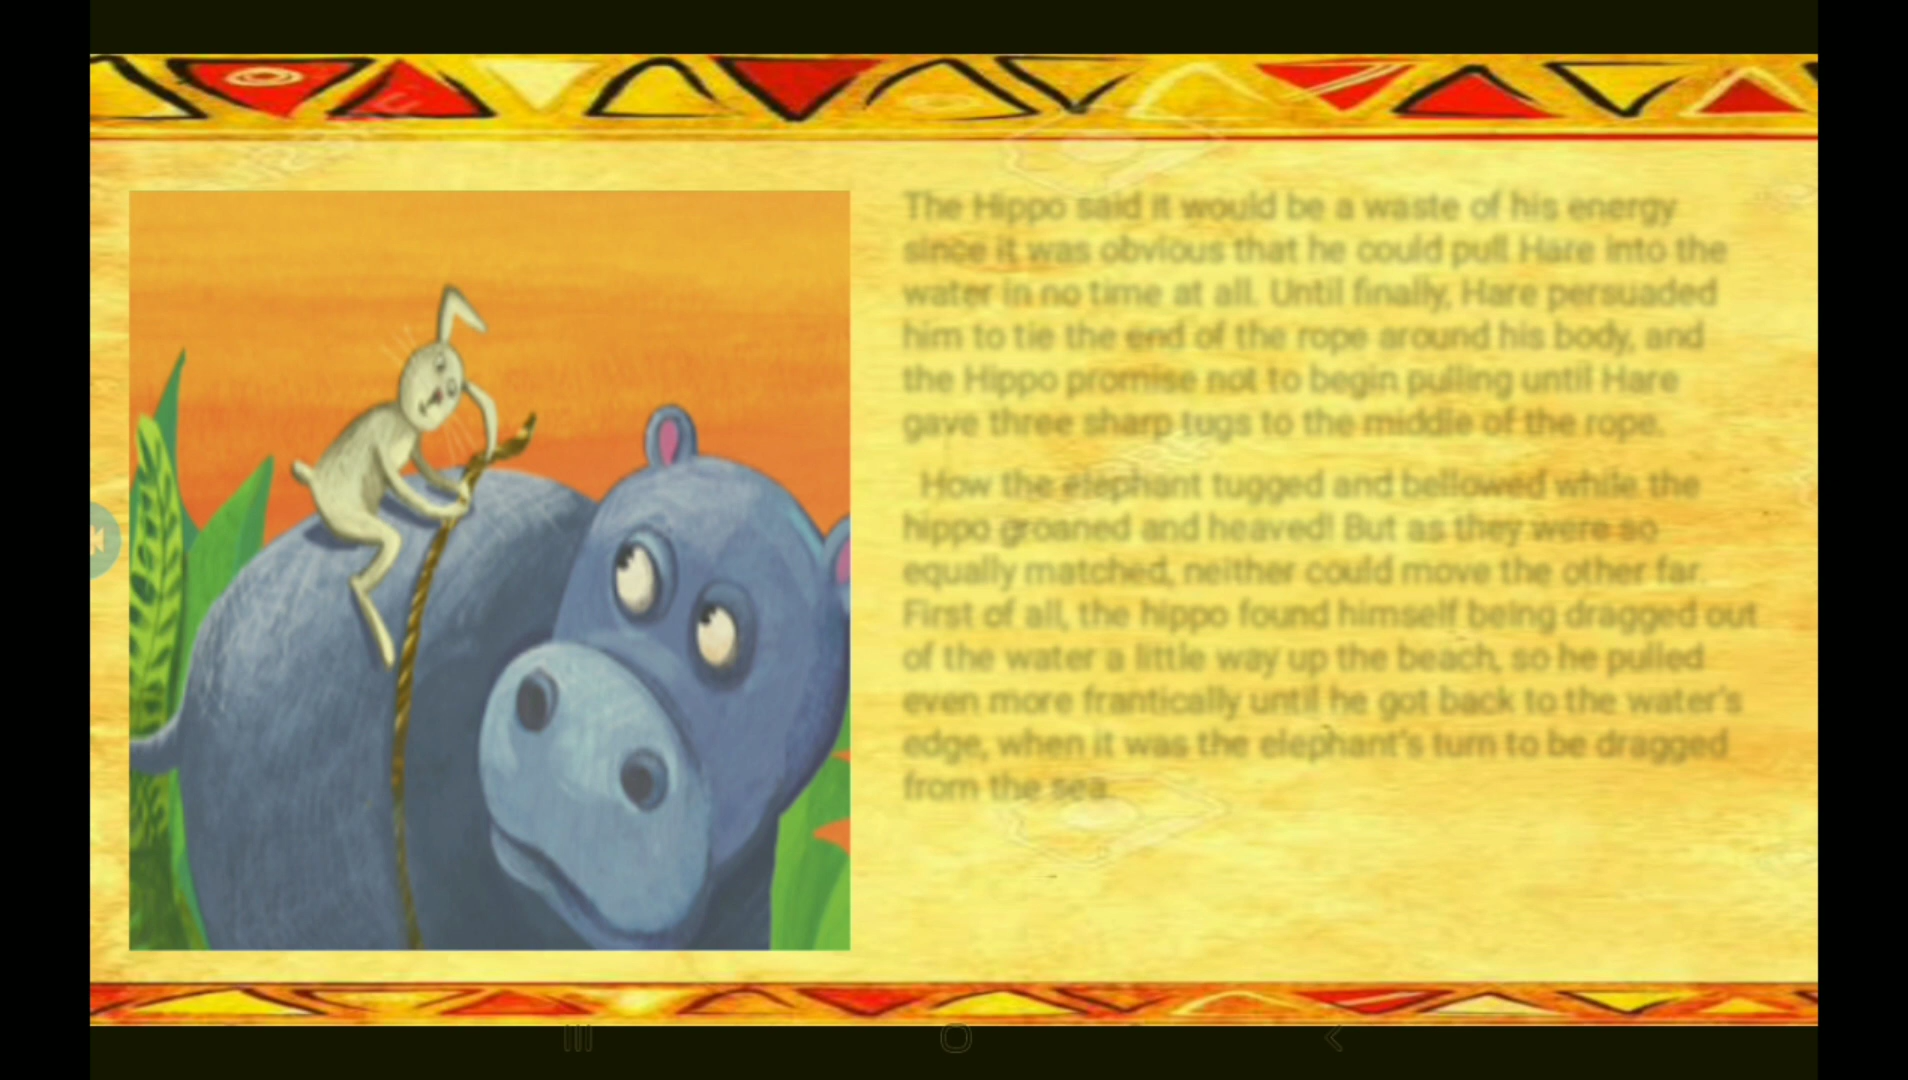 The Hippo said it would be a waste of his energy
since it was obvious that he could pull Hare into the
water in no time at all. Until finally, Hare persuaded
him to tie the end of the rope around his body, and
the Hippo promise not to begin pulling until Hare
gave three sharp tugs to the middle of the rope.
How the elephant tugged and bellowed while the
hippo groaned and heaved! But as they were so
equally matched, neither could move the other far.
First of all, the hippo found himself being dragged out
of the water a little way up the beach, so he pulled
even more frantically until he got back to the water's
edge, when it was the elephant's turn to be dragged
from the sea.